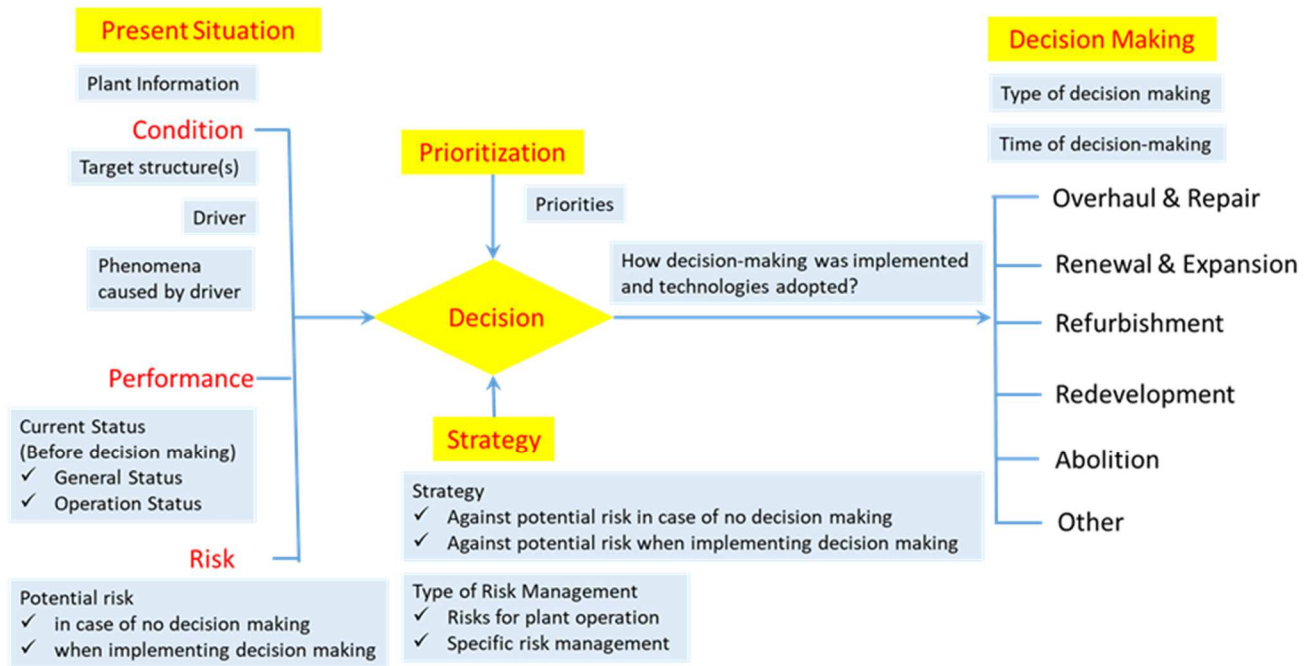 Present Situation
Plant Information
Condition
Target structure(s)
Driver
Phenomena
caused by driver
Performance
Current Status
(Before decision making)
✓ General Status
✓ Operation Status
Risk
Potential risk
✓ in case of no decision making
✓ when implementing decision making
Prioritization
Priorities
Decision
Strategy
Strategy
✓ Against potential risk in case of no decision making
✓ Against potential risk when implementing decision making
Type of Risk Management
✓ Risks for plant operation
✓ Specific risk management
How decision-making was implemented
and technologies adopted?
Decision Making
Type of decision making
Time of decision-making
Overhaul & Repair
Renewal & Expansion
Refurbishment
Redevelopment
Abolition
Other